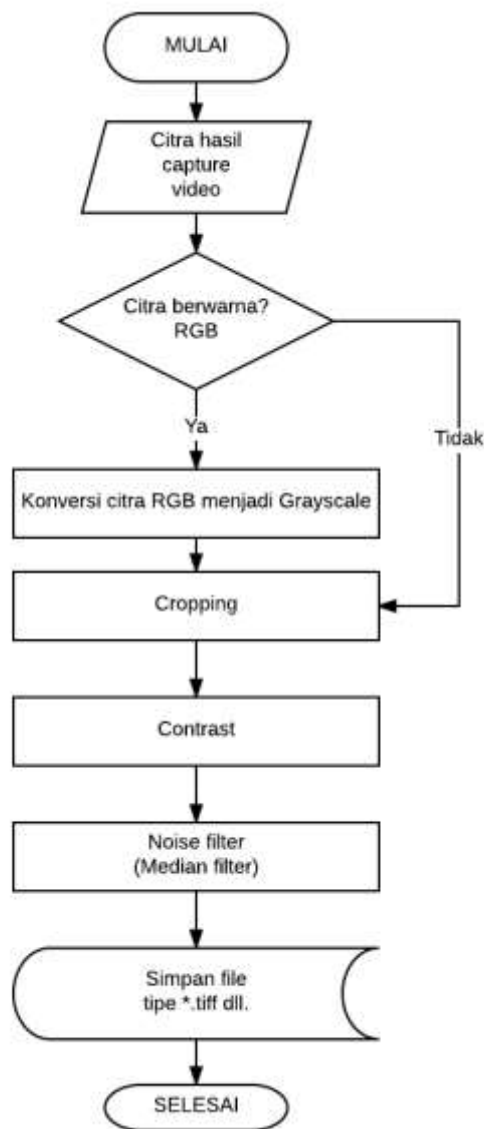 MULAI
Citra hasil
capture
video
Citra berwarna?
RGB
Ya
Tidak
Konversi citra RGB menjadi Grayscale
Cropping
Contrast
Noise filter
(Median filter)
Simpan file
tipe *.tiff dll.
SELESAI